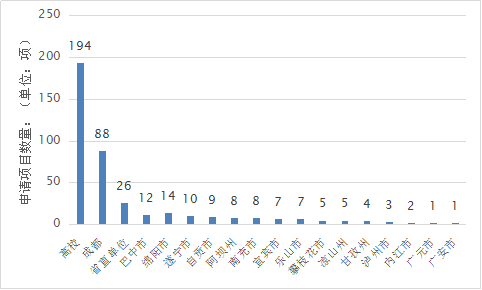 申请项目数量：（单位：项）
250
200
150
100
50
0
194
88
26
12
14
10
9
8
8
7
7
5
5
4
3
2
1
1
高校
成都
省直单位
巴中市
绵阳市
遂宁市
自贡市
阿坝州
南充市
宜宾市
乐山市
攀枝花市
凉山州
甘孜州
泸州市
内江市
广元市
广安市